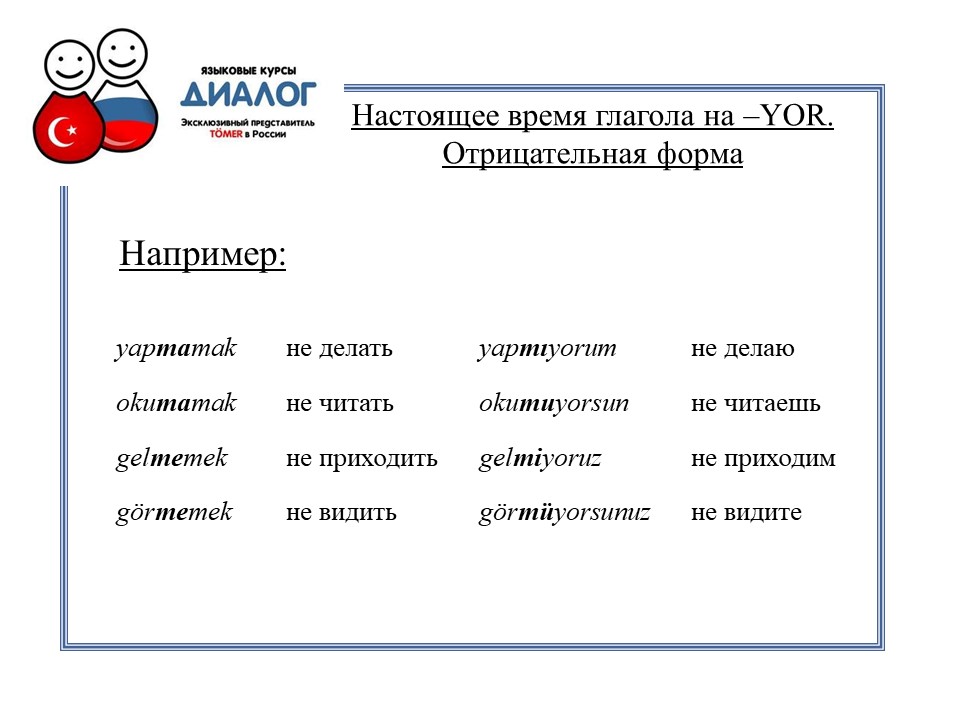 ЯЗЫКОВЫЕ КУРСЫ
ДИАЛОГ
Эксклюзивный представитель
TÖMER в России
Настоящее время глагола на –YOR.
Отрицательная форма
Например:
yapmamak не делать yapmıyorum не делаю
okumamak не читать okumuyorsun не читаешь
gelmemek не приходить gelmiyoruz не приходим
görmemek не видить görmüyorsunuz не видите